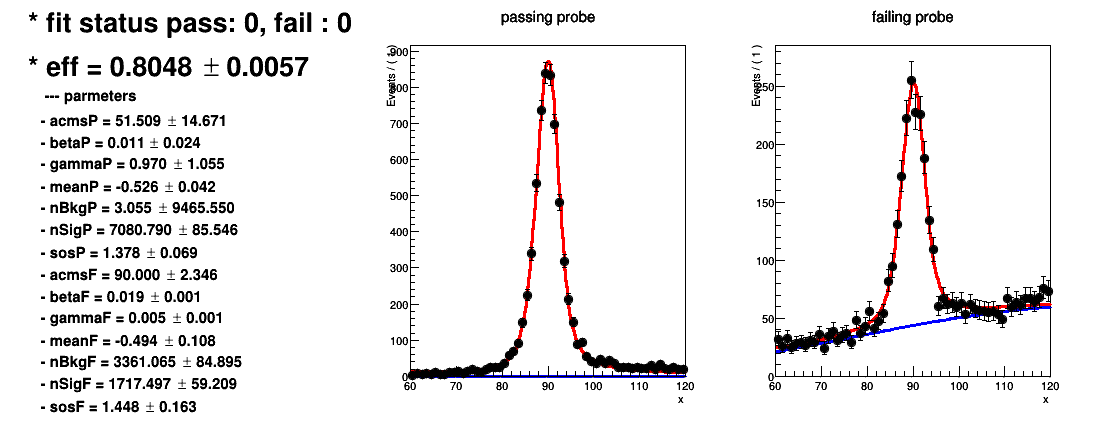 * fit status pass: 0, fail : 0
* eff = 0.8048 ± 0.0057
--- parmeters
- acmsP = 51.509 ± 14.671
- betaP = 0.011 ± 0.024
- gammaP = 0.970 ± 1.055
- meanP = -0.526 ± 0.042
- nBkgP = 3.055 ± 9465.550
- nSigP = 7080.790 ± 85.546
- sosP = 1.378 ± 0.069
- acmsF = 90.000 ± 2.346
- betaF = 0.019 ± 0.001
- gammaF = 0.005 ± 0.001
- meanF = -0.494 ± 0.108
- nBkgF = 3361.065 ± 84.895
- nSigF = 1717.497 ± 59.209
- sosF = 1.448 ± 0.163
passing probe
Events / ( 1 )
900
800
700
600
500
400
300
200
100
0
60 70 80 90 100 110 120
x
failing probe
Events / ( 1 )
250
200
150
100
50
0
60 70 80 90 100 110 120
x